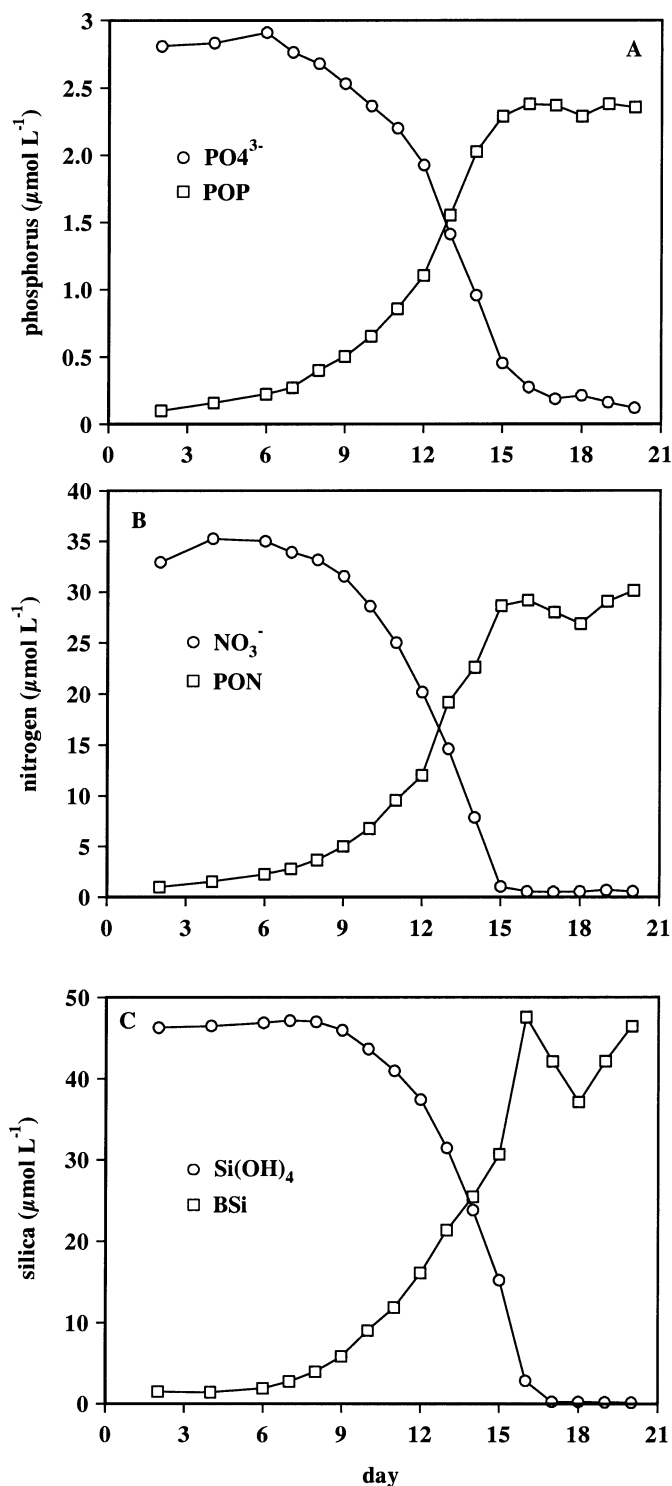 3
A
2.5
PO4³⁻
2.0
POP
1.5
1.0
0.5
0
phosphorus (μmol L⁻¹)
0 3 6 9 12 15 18 21
40
B
35
30
25
NO₃⁻
20
PON
15
10
5
0
nitrogen (μmol L⁻¹)
0 3 6 9 12 15 18 21
50
C
40
30
Si(OH)₄
BSi
20
10
0
silica (μmol L⁻¹)
0 3 6 9 12 15 18 21
day